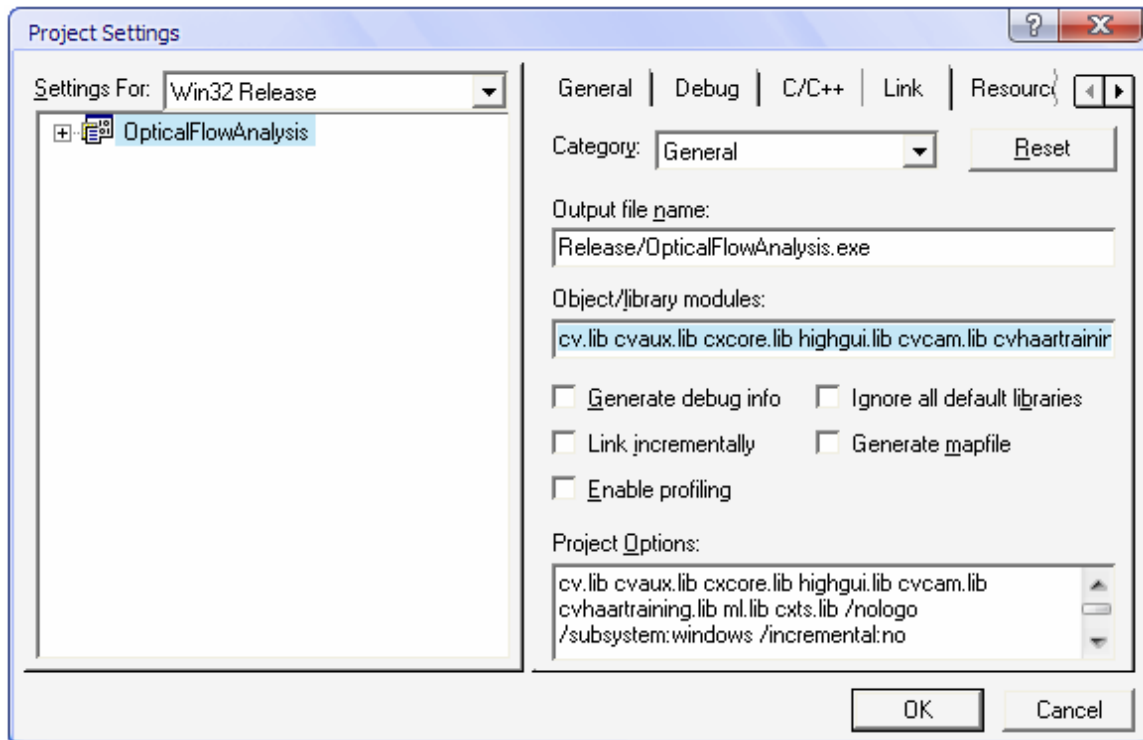 Project Settings
Settings For: Win32 Release
OpticalFlowAnalysis
General Debug C/C++ Link Resourc
Category: General Reset
Output file name:
Release/OpticalFlowAnalysis.exe
Object/library modules:
cv.lib cvaux.lib cxcore.lib highgui.lib cvcam.lib cvhaartrainin
Generate debug info Ignore all default libraries
Link incrementally Generate mapfile
Enable profiling
Project Options:
cv.lib cvaux.lib cxcore.lib highgui.lib cvcam.lib
cvhaartraining.lib ml.lib cxts.lib /nologo
/subsystem:windows /incremental:no
OK Cancel